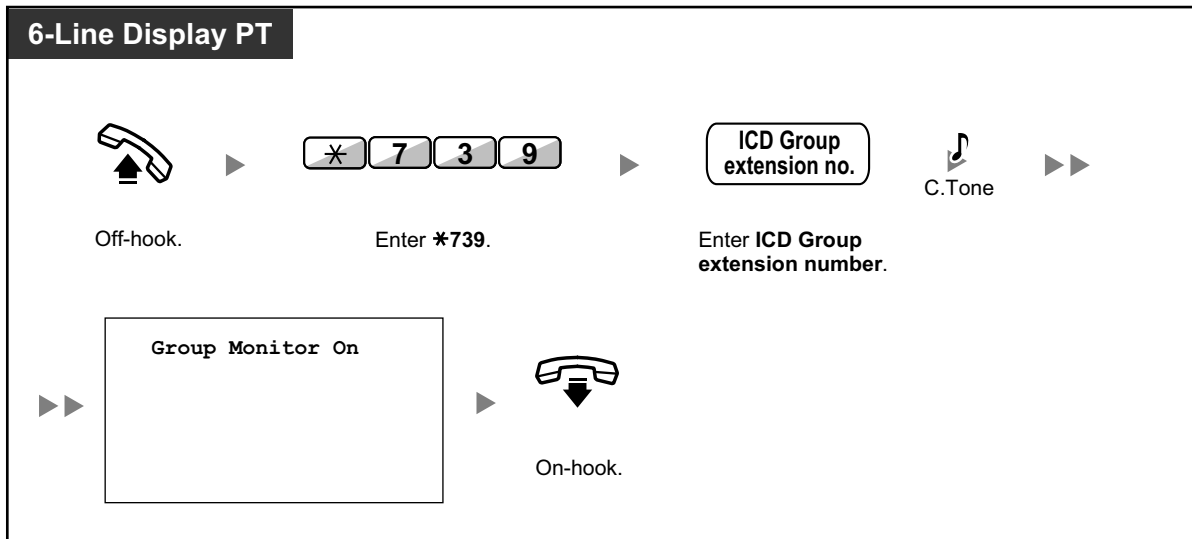 6-Line Display PT
* 7 3 9
ICD Group
extension no.
C.Tone
Off-hook.
Enter *739.
Enter ICD Group
extension number.
Group Monitor On
On-hook.